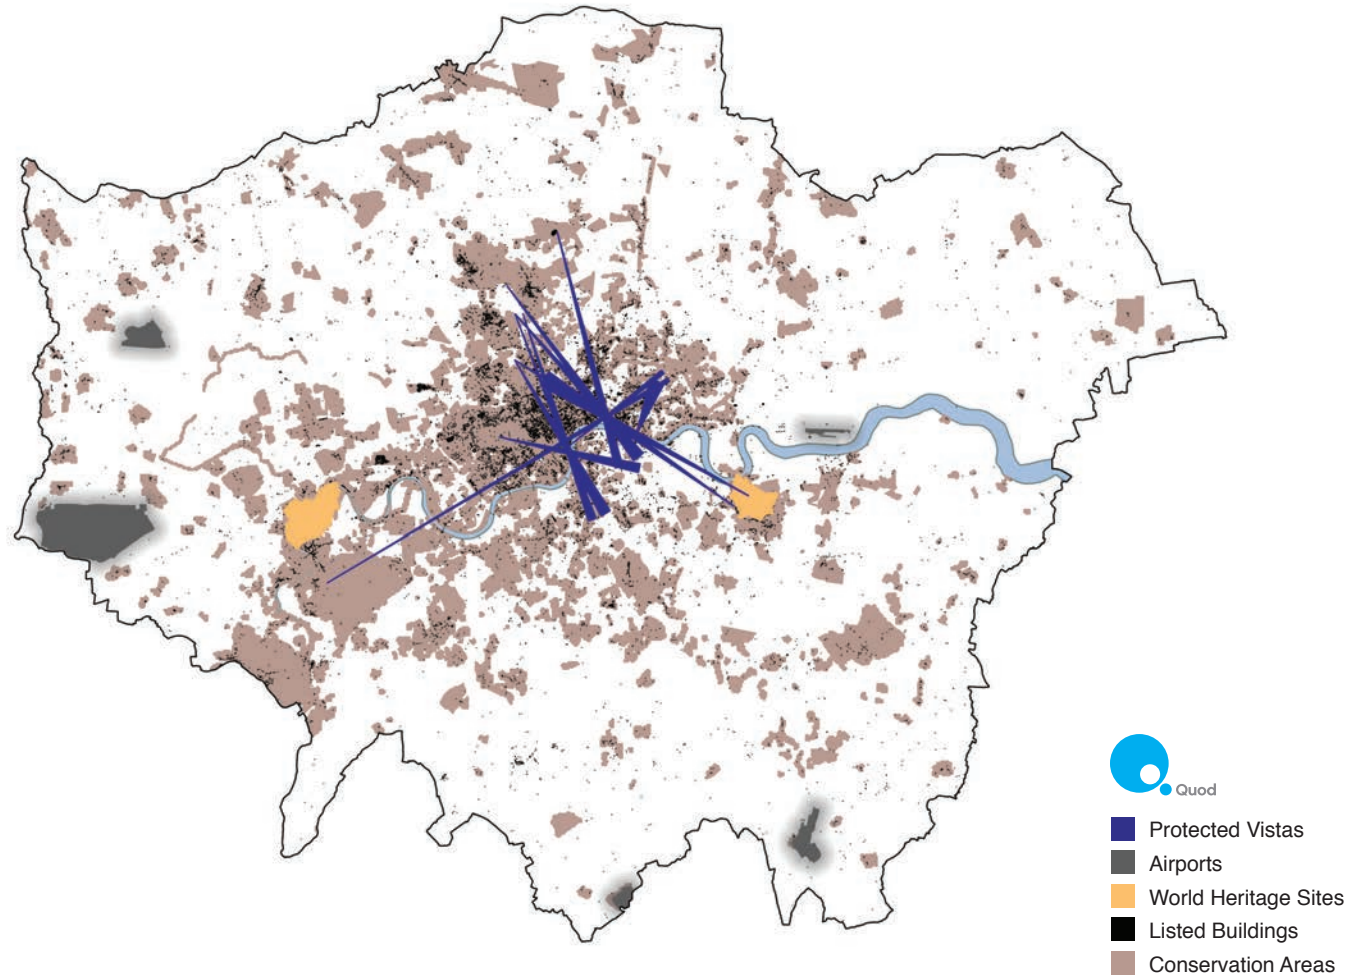 Quod
Protected Vistas
Airports
World Heritage Sites
Listed Buildings
Conservation Areas